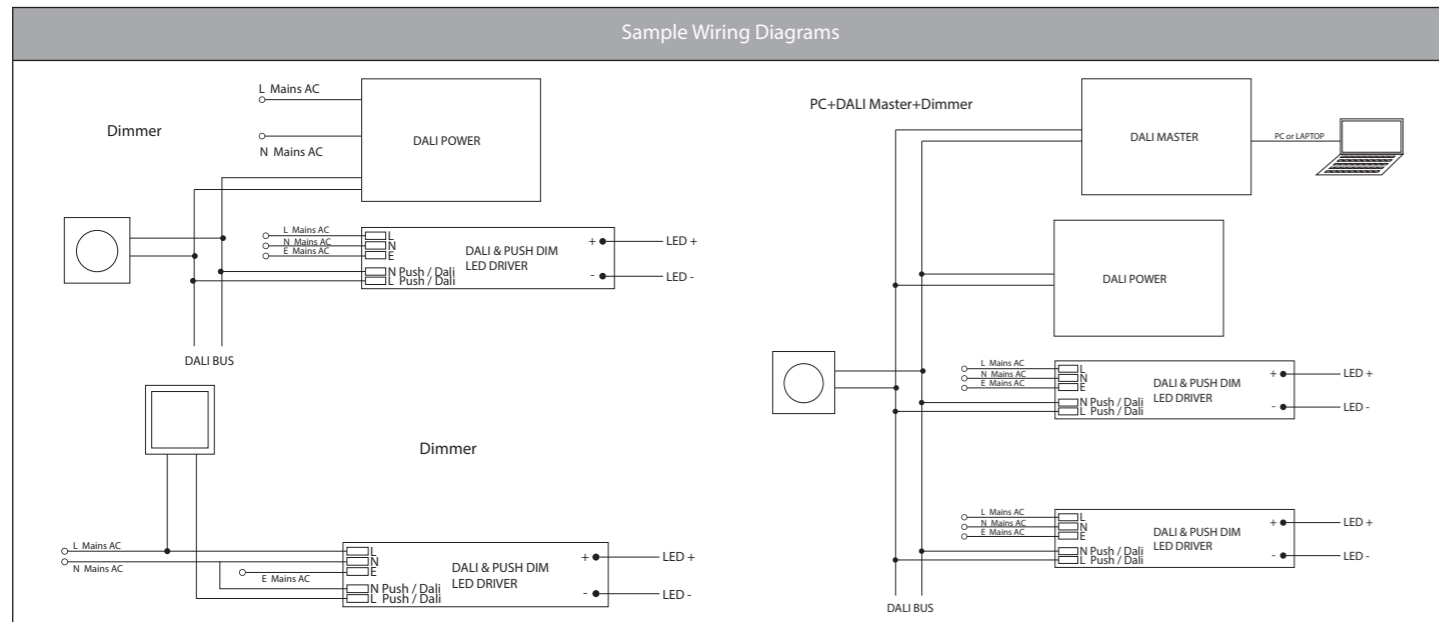 Sample Wiring Diagrams
Dimmer
L Mains AC
N Mains AC
DALI POWER
L Mains AC
N Mains AC
E Mains AC
L
N
E
N Push / Dali
L Push / Dali
DALI & PUSH DIM
LED DRIVER
+
-
LED +
LED -
DALI BUS
Dimmer
L Mains AC
N Mains AC
E Mains AC
L
N
E
N Push / Dali
L Push / Dali
DALI & PUSH DIM
LED DRIVER
+
-
LED +
LED -
PC+DALI Master+Dimmer
DALI MASTER
PC or LAPTOP
DALI POWER
L Mains AC
N Mains AC
E Mains AC
L
N
E
N Push / Dali
L Push / Dali
DALI & PUSH DIM
LED DRIVER
+
-
LED +
LED -
L Mains AC
N Mains AC
E Mains AC
L
N
E
N Push / Dali
L Push / Dali
DALI & PUSH DIM
LED DRIVER
+
-
LED +
LED -
DALI BUS